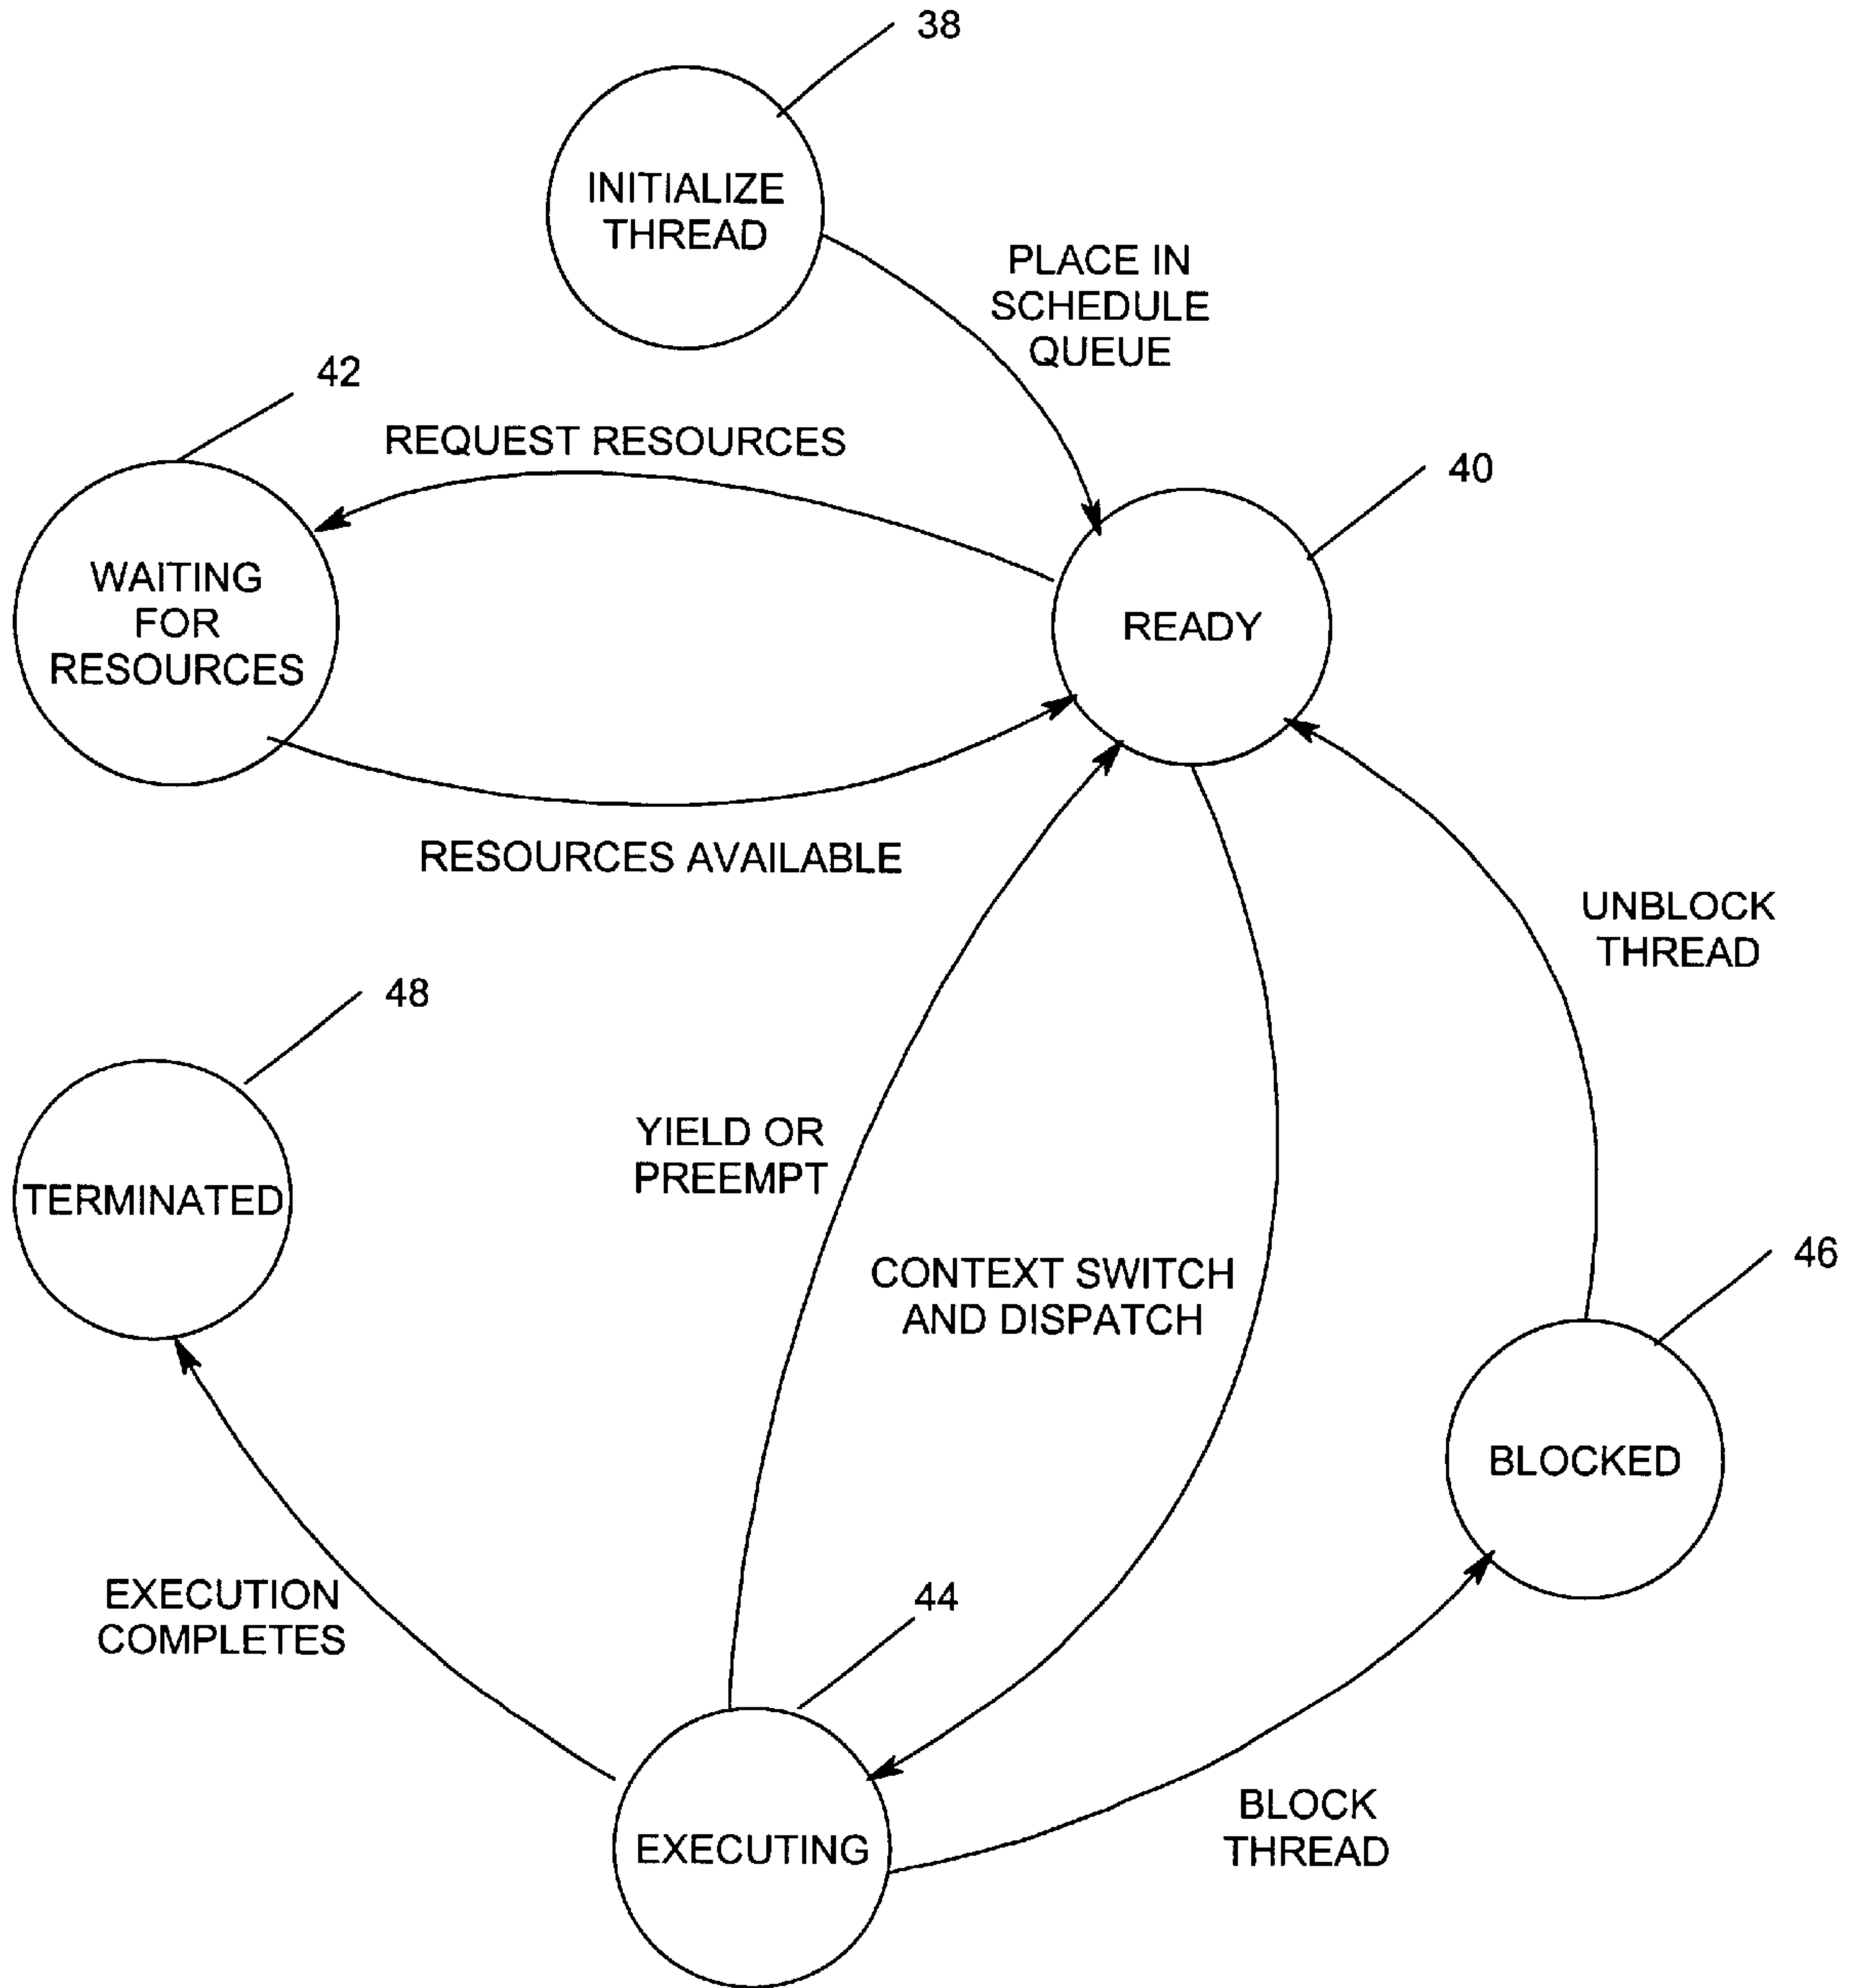 38
INITIALIZE
THREAD
PLACE IN
SCHEDULE
QUEUE
42
REQUEST RESOURCES
40
WAITING
FOR
RESOURCES
READY
RESOURCES AVAILABLE
UNBLOCK
THREAD
48
TERMINATED
YIELD OR
PREEMPT
CONTEXT SWITCH
AND DISPATCH
46
BLOCKED
EXECUTION
COMPLETES
44
BLOCK
THREAD
EXECUTING